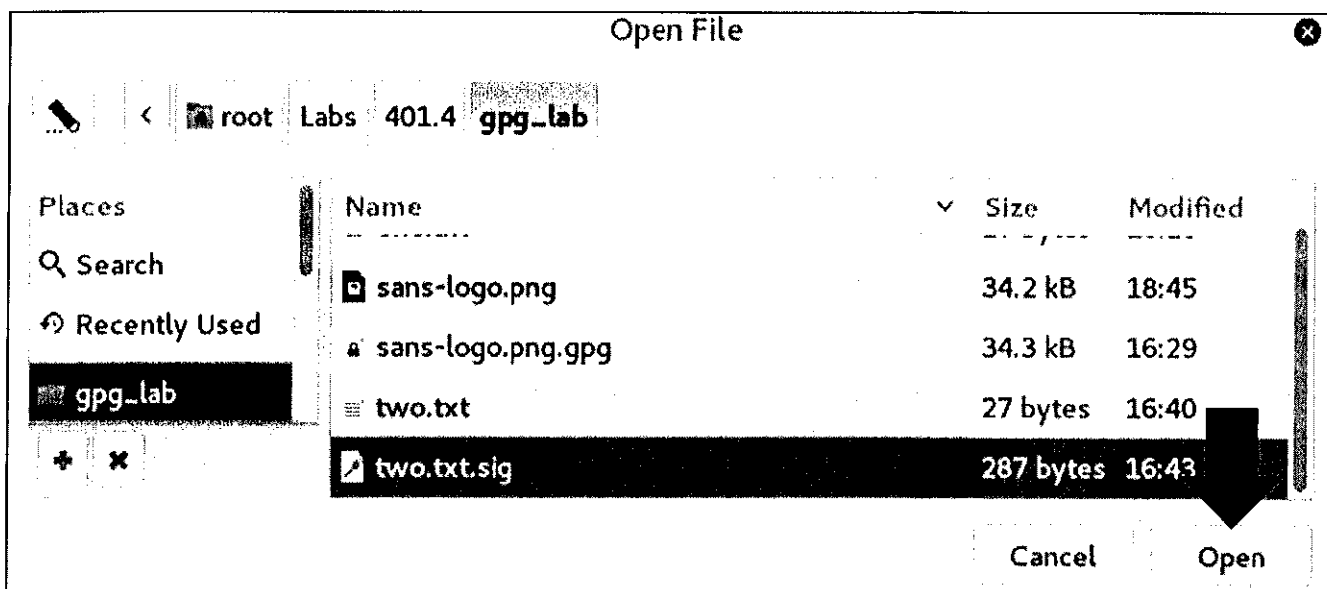 Open File
< root Labs 401.4 gpg_lab
Places
Name Size Modified
Search
sans-logo.png 34.2 kB 18:45
Recently Used
sans-logo.png.gpg 34.3 kB 16:29
gpg_lab
two.txt 27 bytes 16:40
two.txt.sig 287 bytes 16:43
Cancel Open